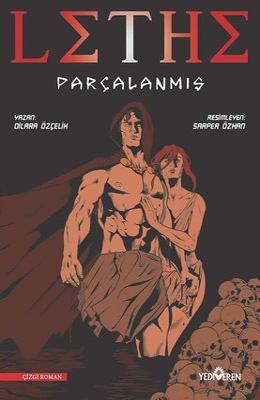 LETHE
PARÇALANMIŞ
YAZAN:
DİLARA ÖZÇELİK
RESİMLEYEN:
SARPER ÖZHAN
ÇİZGİ ROMAN
YEDİVEREN